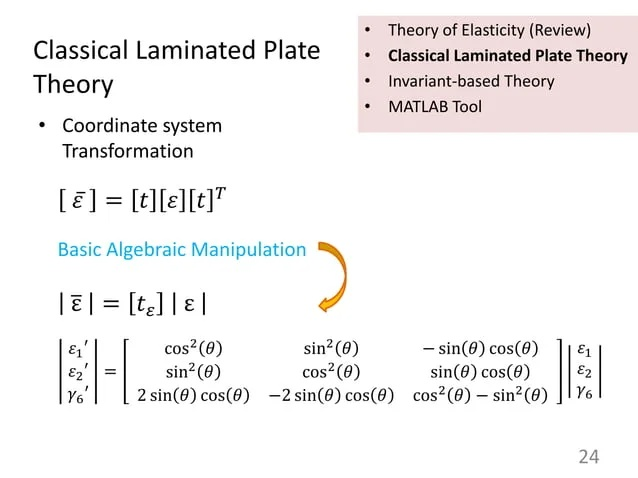 Classical Laminated Plate
Theory
• Theory of Elasticity (Review)
• Classical Laminated Plate Theory
• Invariant-based Theory
• MATLAB Tool
• Coordinate system
Transformation
[ ε̄ ] = [t][ε][t]ᵀ
Basic Algebraic Manipulation
| ε̄ | = [t_ε] | ε |
| ε₁′ | = [ cos²(θ) sin²(θ) − sin(θ) cos(θ) ] | ε₁ |
| ε₂′ | [ sin²(θ) cos²(θ) sin(θ) cos(θ) ] | ε₂ |
| γ₆′ | [ 2 sin(θ) cos(θ) −2 sin(θ) cos(θ) cos²(θ) − sin²(θ) ] | γ₆ |
24